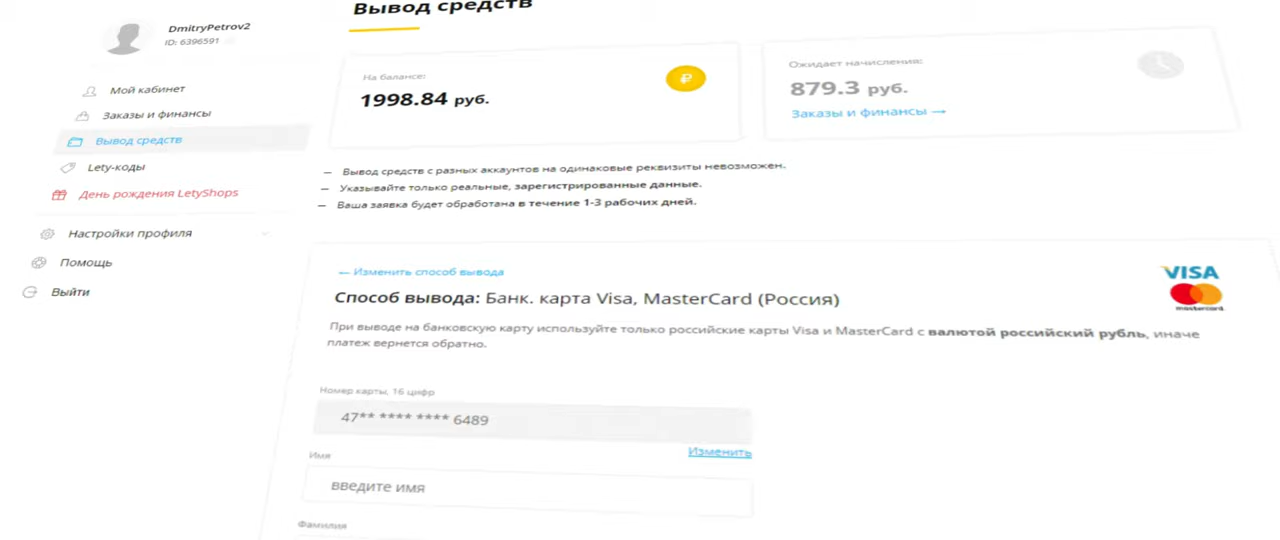 Вывод средств
DmitryPetrov2
ID: 6396591
Мой кабинет
Заказы и финансы
Вывод средств
Lety-коды
День рождения LetyShops
Настройки профиля
Помощь
Выйти
На балансе:
1998.84 руб.
₽
Ожидает начисления:
879.3 руб.
Заказы и финансы →
— Вывод средств с разных аккаунтов на одинаковые реквизиты невозможен.
— Указывайте только реальные, зарегистрированные данные.
— Ваша заявка будет обработана в течение 1-3 рабочих дней.
← Изменить способ вывода
VISA
mastercard.
Способ вывода: Банк. карта Visa, MasterCard (Россия)
При выводе на банковскую карту используйте только российские карты Visa и MasterCard с валютой российский рубль, иначе
платеж вернется обратно.
Номер карты, 16 цифр
47** **** **** 6489
Изменить
Имя
введите имя
Фамилия